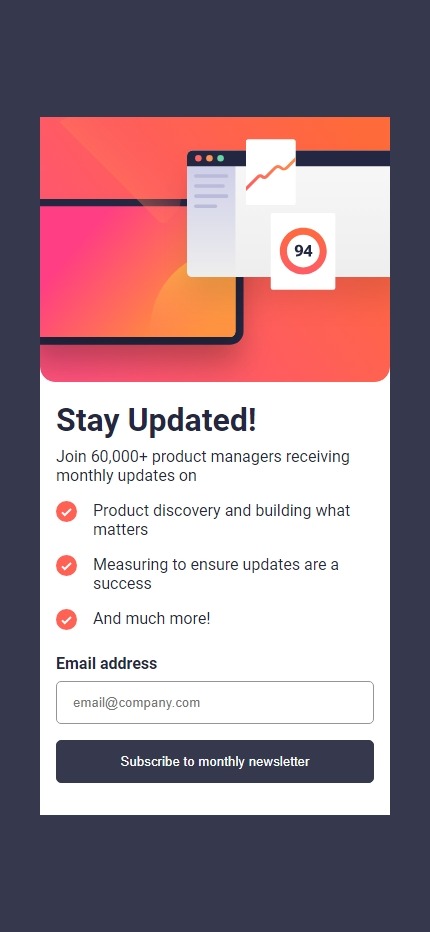 94
Stay Updated!
Join 60,000+ product managers receiving
monthly updates on
Product discovery and building what
matters
Measuring to ensure updates are a
success
And much more!
Email address
email@company.com
Subscribe to monthly newsletter